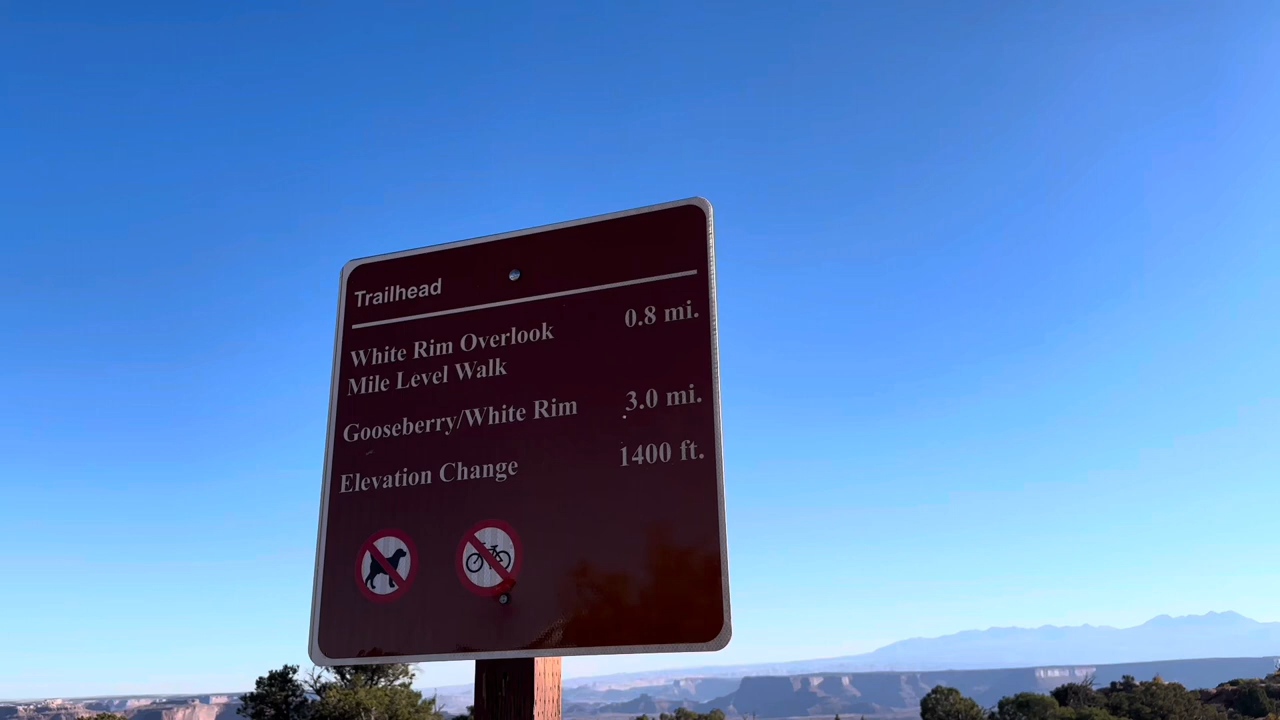 Trailhead
White Rim Overlook 0.8 mi.
Mile Level Walk
Gooseberry/White Rim 3.0 mi.
Elevation Change 1400 ft.